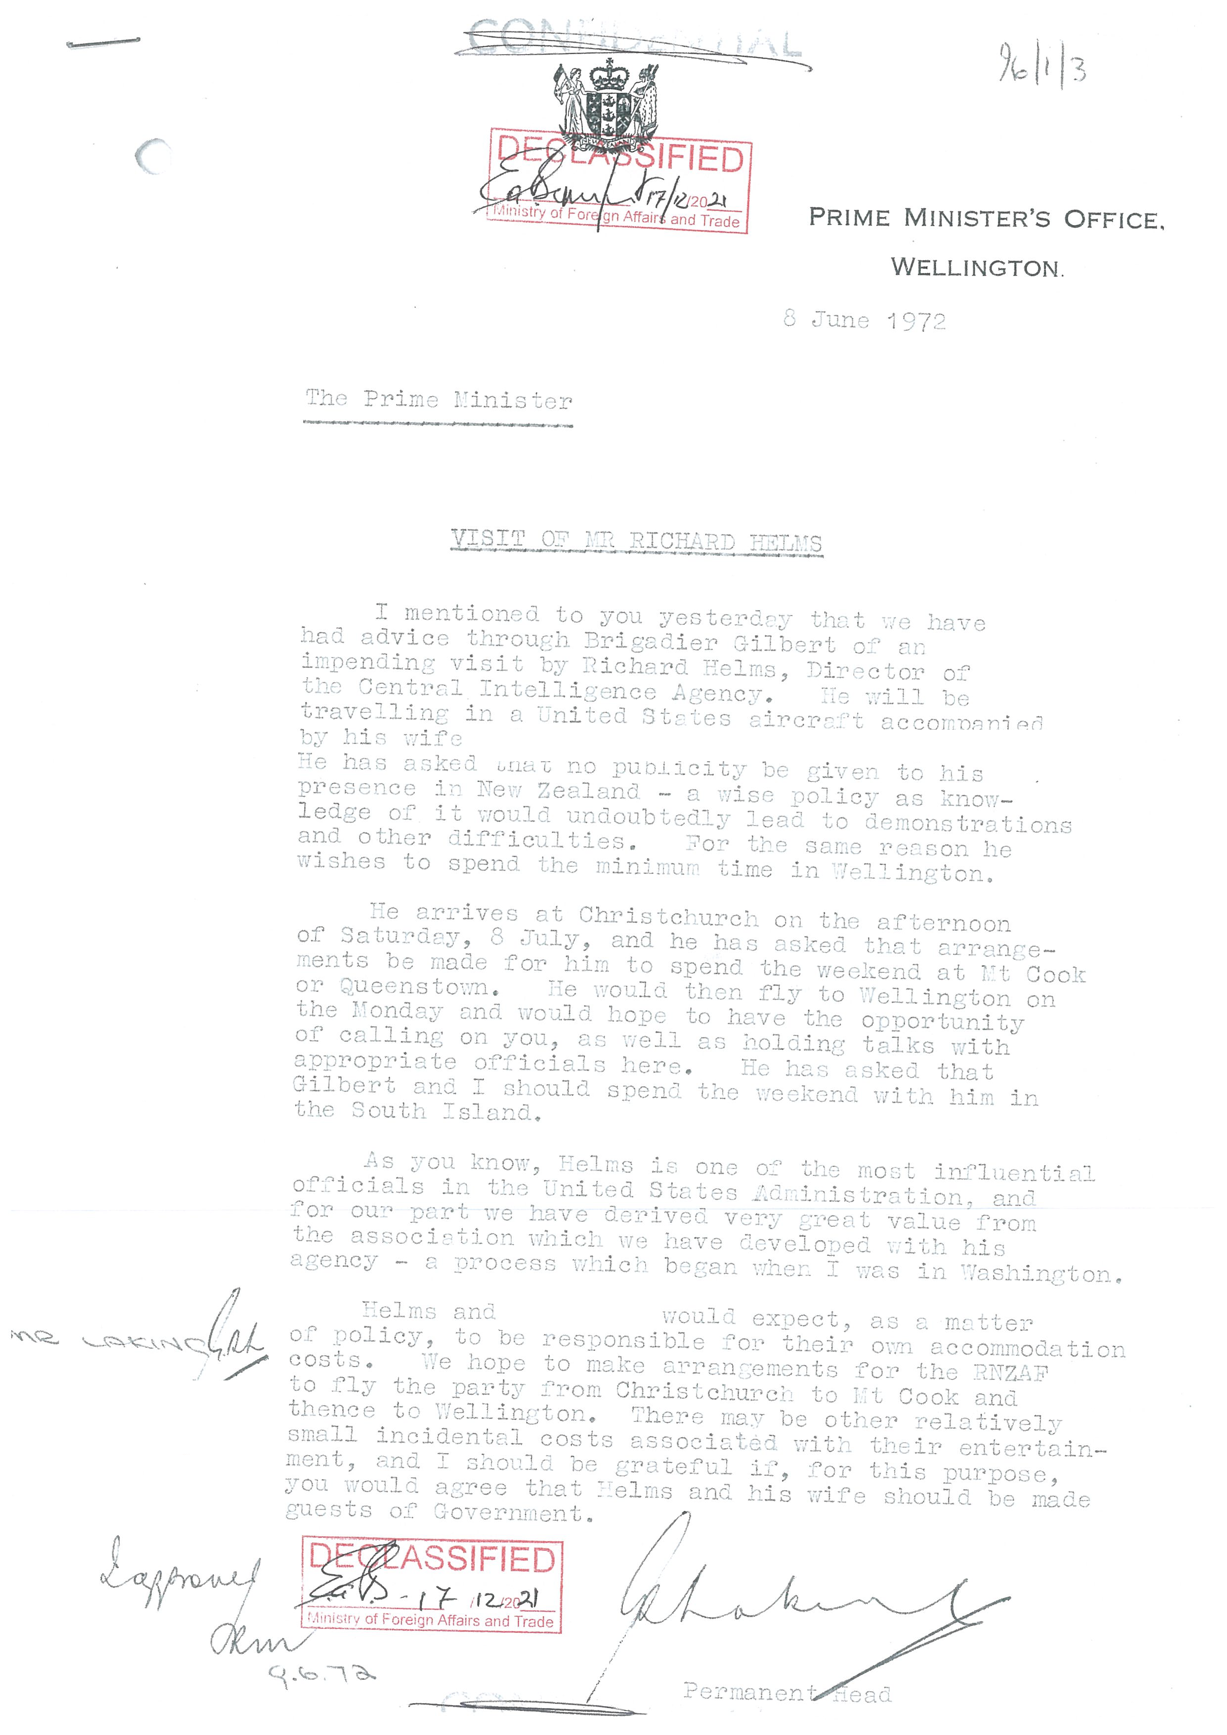 CONFIDENTIAL
96/1/3
DECLASSIFIED
17/12/2021
Ministry of Foreign Affairs and Trade
PRIME MINISTER'S OFFICE,
WELLINGTON.
8 June 1972
The Prime Minister
VISIT OF MR RICHARD HELMS
I mentioned to you yesterday that we have
had advice through Brigadier Gilbert of an
impending visit by Richard Helms, Director of
the Central Intelligence Agency. He will be
travelling in a United States aircraft accompanied
by his wife
He has asked that no publicity be given to his
presence in New Zealand - a wise policy as know-
ledge of it would undoubtedly lead to demonstrations
and other difficulties. For the same reason he
wishes to spend the minimum time in Wellington.
He arrives at Christchurch on the afternoon
of Saturday, 8 July, and he has asked that arrange-
ments be made for him to spend the weekend at Mt Cook
or Queenstown. He would then fly to Wellington on
the Monday and would hope to have the opportunity
of calling on you, as well as holding talks with
appropriate officials here. He has asked that
Gilbert and I should spend the weekend with him in
the South Island.
As you know, Helms is one of the most influential
officials in the United States Administration, and
for our part we have derived very great value from
the association which we have developed with his
agency - a process which began when I was in Washington.
Helms and would expect, as a matter
of policy, to be responsible for their own accommodation
costs. We hope to make arrangements for the RNZAF
to fly the party from Christchurch to Mt Cook and
thence to Wellington. There may be other relatively
small incidental costs associated with their entertain-
ment, and I should be grateful if, for this purpose,
you would agree that Helms and his wife should be made
guests of Government.
MR LAKING GRL
I approved
9.6.72
DECLASSIFIED
17/12/2021
Ministry of Foreign Affairs and Trade
Permanent Head